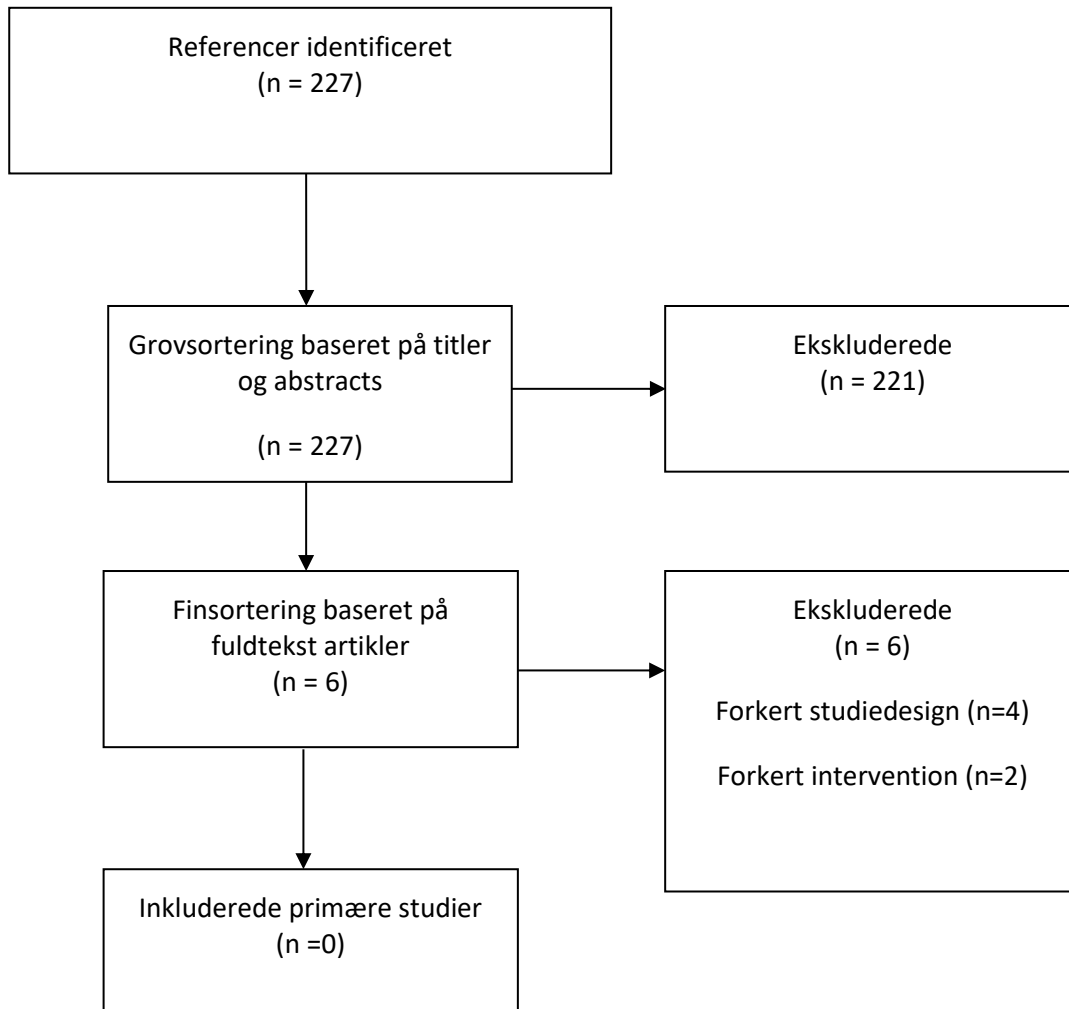 Referencer identificeret
(n = 227)
Grovsortering baseret på titler
og abstracts
(n = 227)
Ekskluderede
(n = 221)
Finsortering baseret på
fuldtekst artikler
(n = 6)
Ekskluderede
(n = 6)
Forkert studiedesign (n=4)
Forkert intervention (n=2)
Inkluderede primære studier
(n =0)